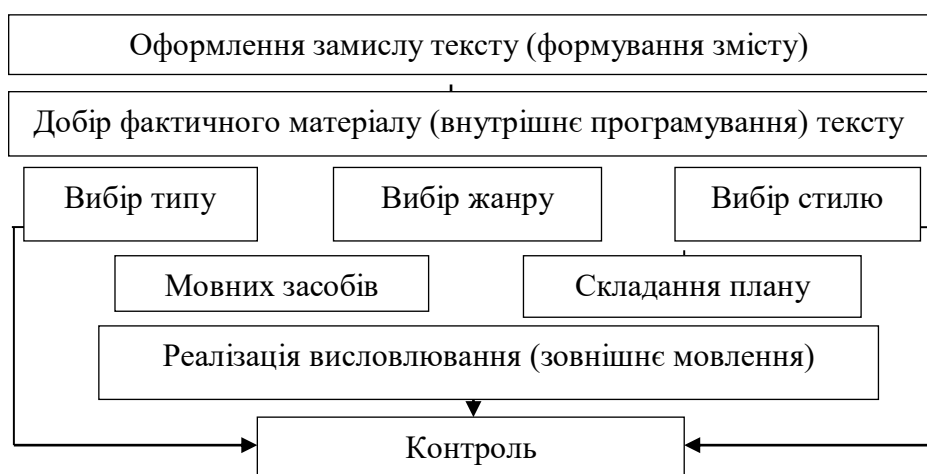 Оформлення замислу тексту (формування змісту)
Добір фактичного матеріалу (внутрішнє програмування) тексту
Вибір типу
Вибір жанру
Вибір стилю
Мовних засобів
Складання плану
Реалізація висловлювання (зовнішнє мовлення)
Контроль